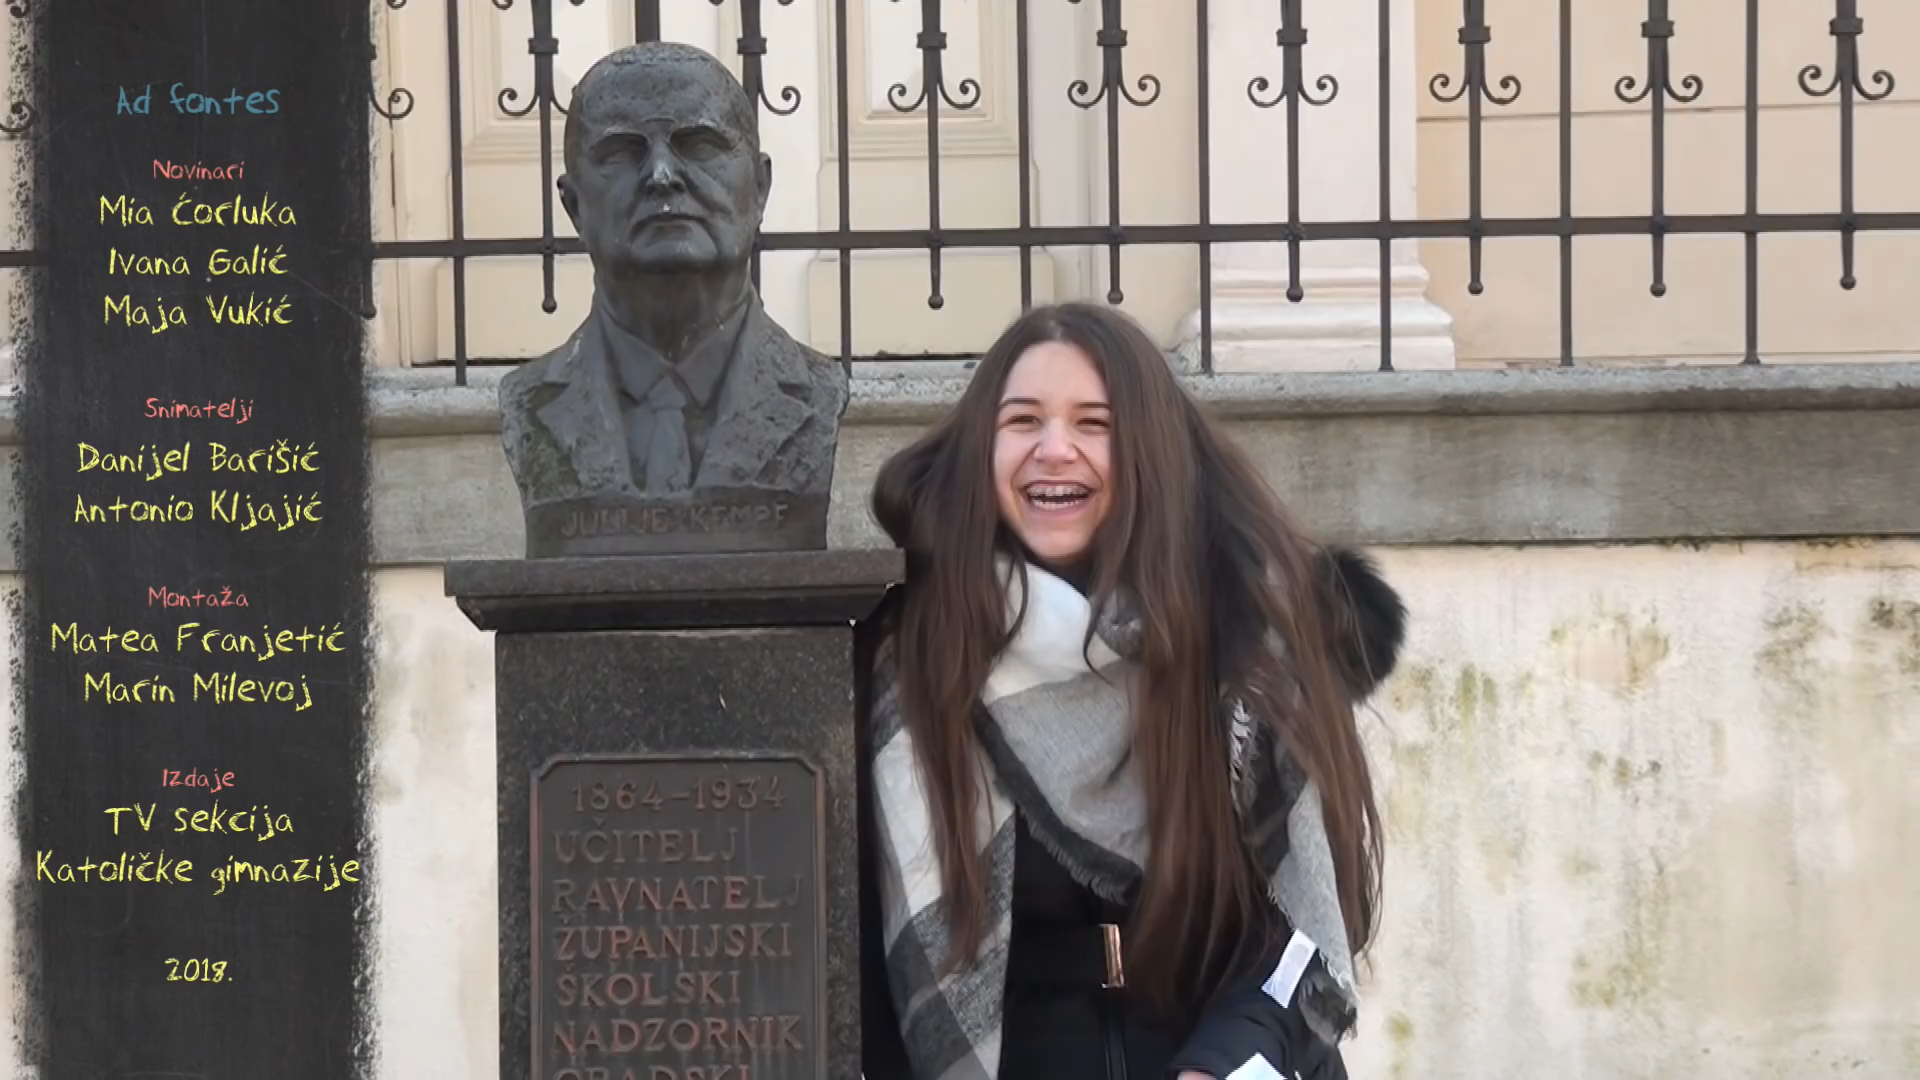 Ad fontes
Novinari
Mia Ćorluka
Ivana Galić
Maja Vukić
Snimatelji
Danijel Barišić
Antonio Kljajić
Montaža
Matea Franjetić
Marin Milevoj
Izdaje
TV sekcija
Katoličke gimnazije
2018.
JULIJE KEMPF
1864-1934
UČITELJ
RAVNATELJ
ŽUPANIJSKI
ŠKOLSKI
NADZORNIK
GRADSKI